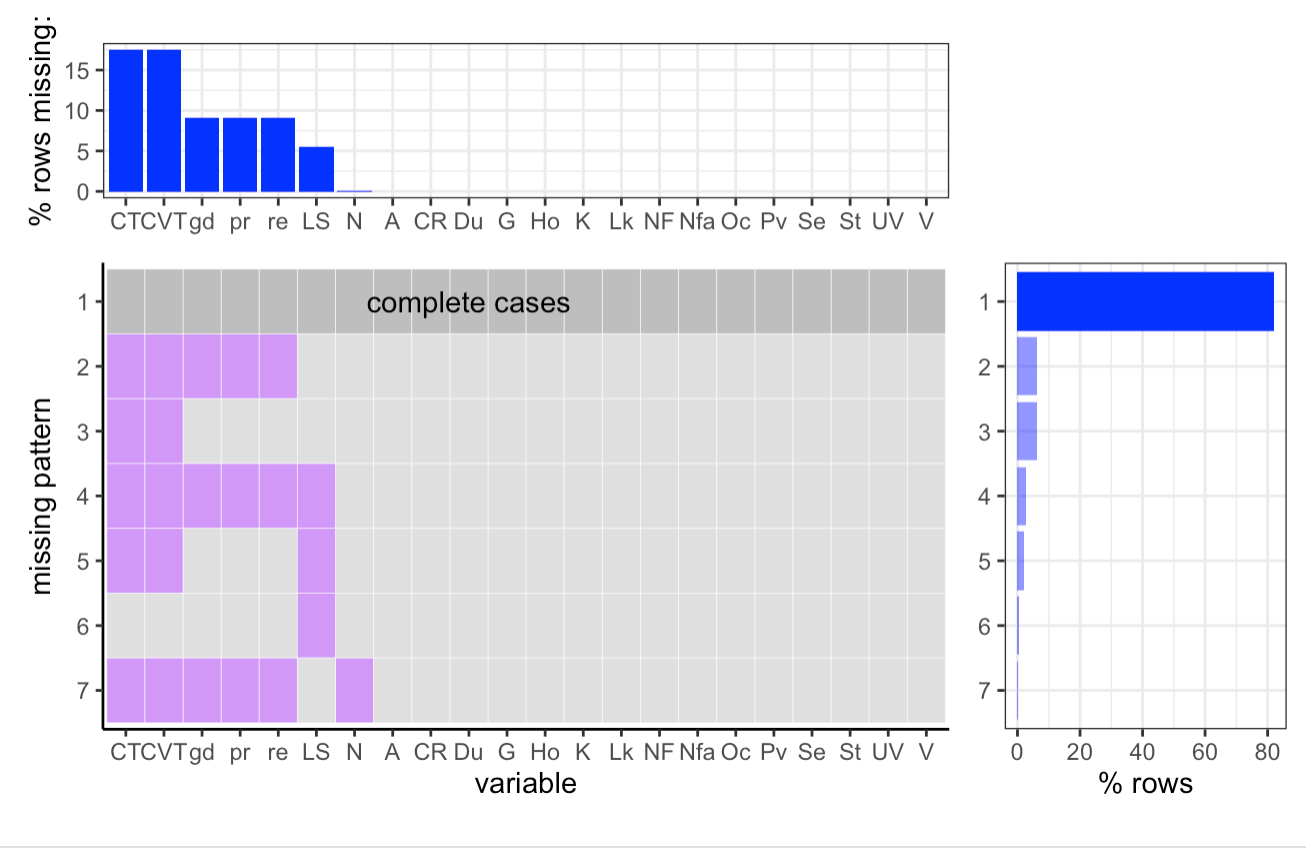 % rows missing:
15
10
5
0
CT CVT gd pr re LS N A CR Du G Ho K Lk NF Nfa Oc Pv Se St UV V
missing pattern
1
2
3
4
5
6
7
complete cases
CT CVT gd pr re LS N A CR Du G Ho K Lk NF Nfa Oc Pv Se St UV V
variable
1
2
3
4
5
6
7
0 20 40 60 80
% rows